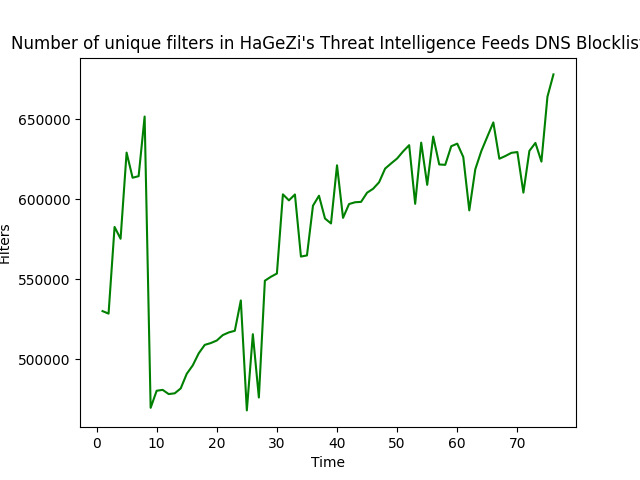 Number of unique filters in HaGeZi's Threat Intelligence Feeds DNS Blocklis
650000
600000
550000
500000
Filters
0 10 20 30 40 50 60 70
Time